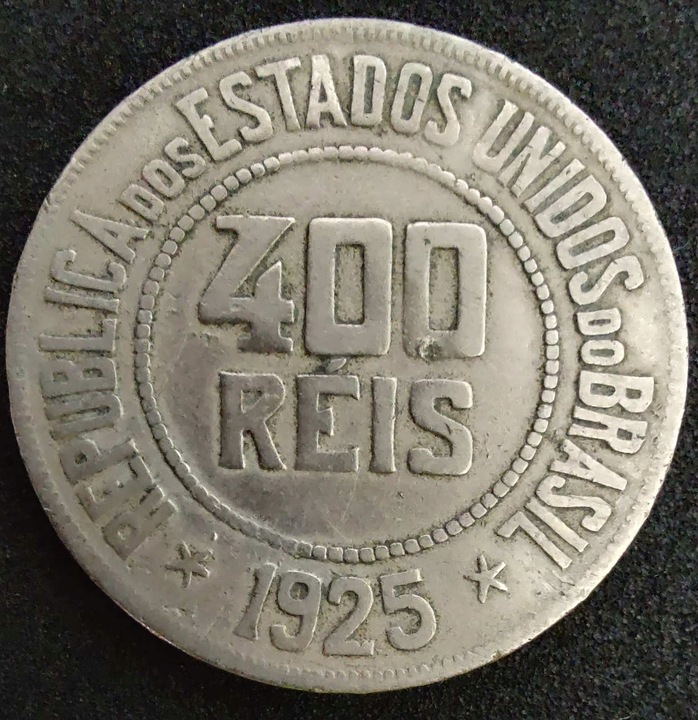 REPUBLICA DOS ESTADOS UNIDOS DO BRASIL
400
RÉIS
1925